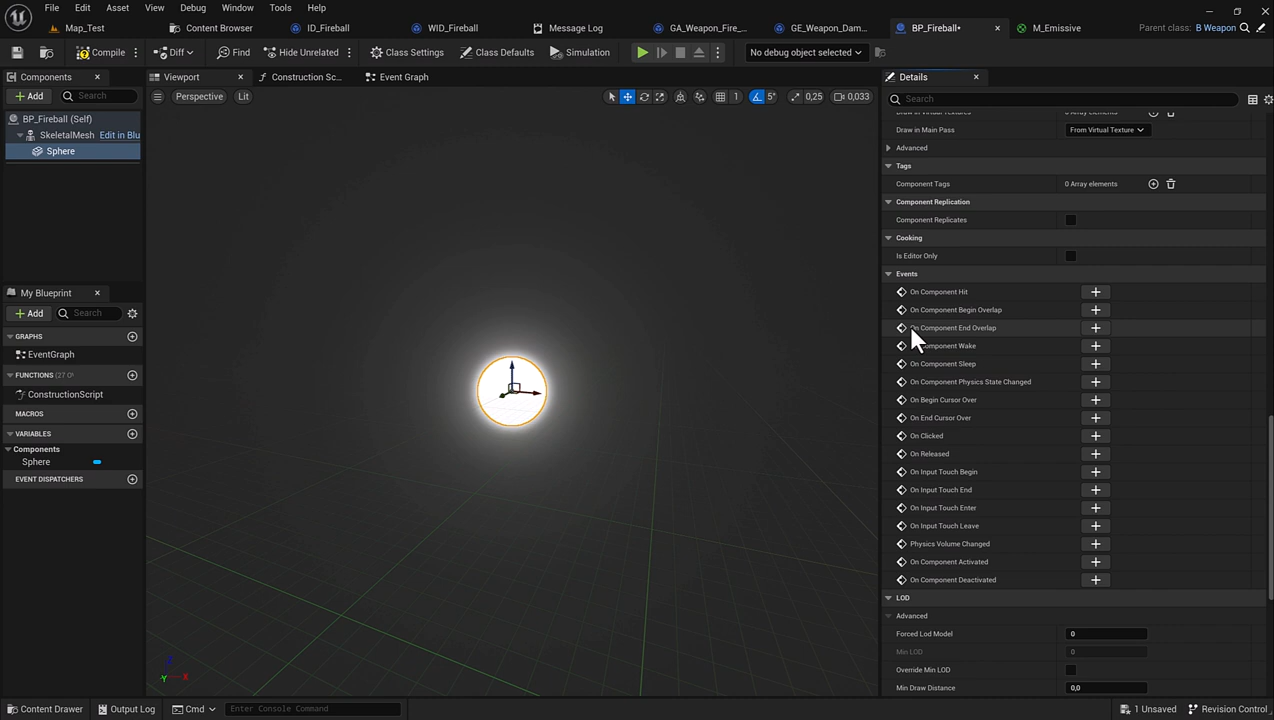 File Edit Asset View Debug Window Tools Help
Map_Test Content Browser ID_Fireball WID_Fireball Message Log GA_Weapon_Fire_... GE_Weapon_Dam... BP_Fireball• M_Emissive Parent class: B Weapon
Compile Diff Find Hide Unrelated Class Settings Class Defaults Simulation No debug object selected
Components Viewport Construction Sc... Event Graph Details
Add Search Perspective Lit 1 5° 0,25 0,033 Search
BP_Fireball (Self)
SkeletalMesh Edit in Blu
Sphere
My Blueprint
Add Search
GRAPHS
EventGraph
FUNCTIONS (27 O
ConstructionScript
MACROS
VARIABLES
Components
Sphere
EVENT DISPATCHERS
Z
Y X
Draw in Virtual Textures 0 Array elements
Draw in Main Pass From Virtual Texture
Advanced
Tags
Component Tags 0 Array elements
Component Replication
Component Replicates
Cooking
Is Editor Only
Events
On Component Hit
On Component Begin Overlap
On Component End Overlap
Component Wake
On Component Sleep
On Component Physics State Changed
On Begin Cursor Over
On End Cursor Over
On Clicked
On Released
On Input Touch Begin
On Input Touch End
On Input Touch Enter
On Input Touch Leave
Physics Volume Changed
On Component Activated
On Component Deactivated
LOD
Advanced
Forced Lod Model 0
Min LOD 0
Override Min LOD
Min Draw Distance 0,0
Content Drawer Output Log Cmd Enter Console Command 1 Unsaved Revision Control